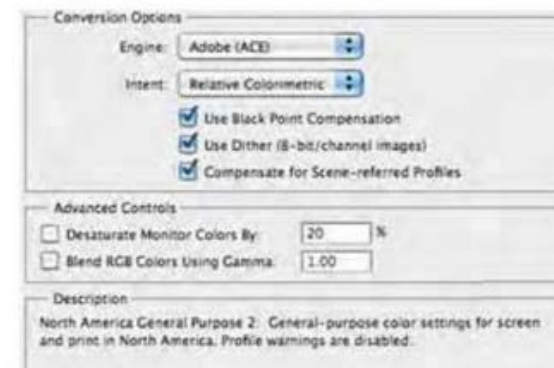 Conversion Options
Engine: Adobe (ACE)
Intent: Relative Colorimetric
Use Black Point Compensation
Use Dither (8-bit/channel images)
Compensate for Scene-referred Profiles
Advanced Controls
Desaturate Monitor Colors By: 20 %
Blend RGB Colors Using Gamma: 1.00
Description
North America General Purpose 2: General-purpose color settings for screen
and print in North America. Profile warnings are disabled.